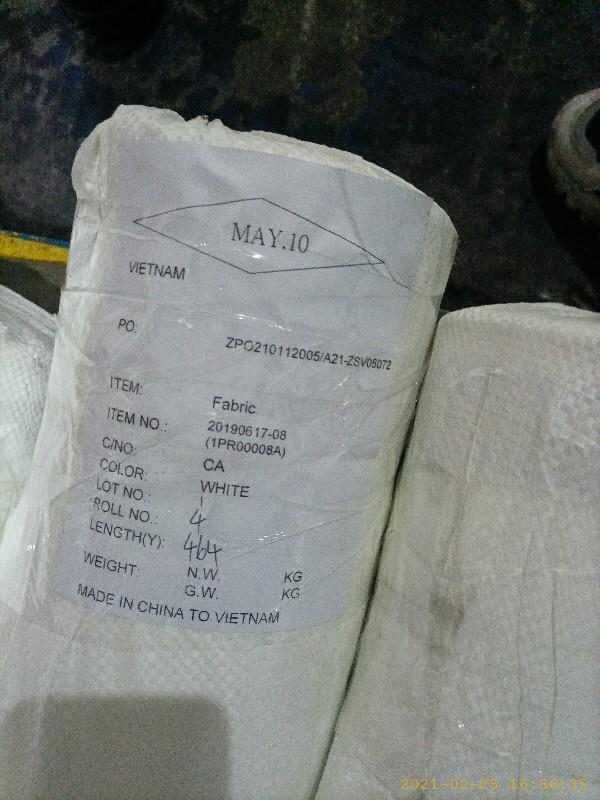 MAY.10
VIETNAM
PO: ZPO210112005/A21-ZSV05072
ITEM: Fabric
ITEM NO.: 20190617-08
(1PR00008A)
C/NO: CA
COLOR: WHITE
LOT NO.: 1
ROLL NO.: 4
LENGTH(Y): 464
WEIGHT: N.W. KG
G.W. KG
MADE IN CHINA TO VIETNAM
2021-02-25 16:36:35